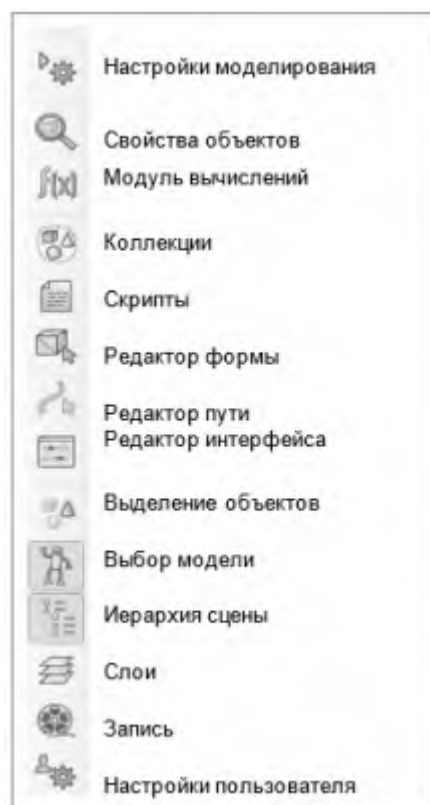 Настройки моделирования
Свойства объектов
f(x) Модуль вычислений
Коллекции
Скрипты
Редактор формы
Редактор пути
Редактор интерфейса
Выделение объектов
Выбор модели
Иерархия сцены
Слои
Запись
Настройки пользователя